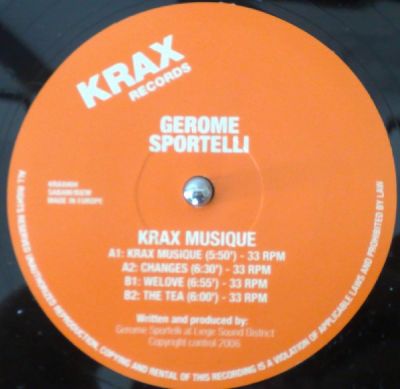 KRAX
RECORDS
GEROME
SPORTELLI
MADE IN EUROPE
KRAX MUSIQUE
A1: KRAX MUSIQUE (5:50") - 33 RPM
A2: CHANGES (6:30") - 33 RPM
B1: WELOVE (6:55") - 33 RPM
B2: THE TEA (6:00") - 33 RPM
Written and produced by:
Gerome Sportelli at Liege Sound District
Copyright control 2006
ALL RIGHTS RESERVED UNAUTHORIZED REPRODUCTION, COPYING AND RENTAL OF THIS RECORDING IS A VIOLATION OF APPLICABLE LAWS AND PROHIBITED BY LAW